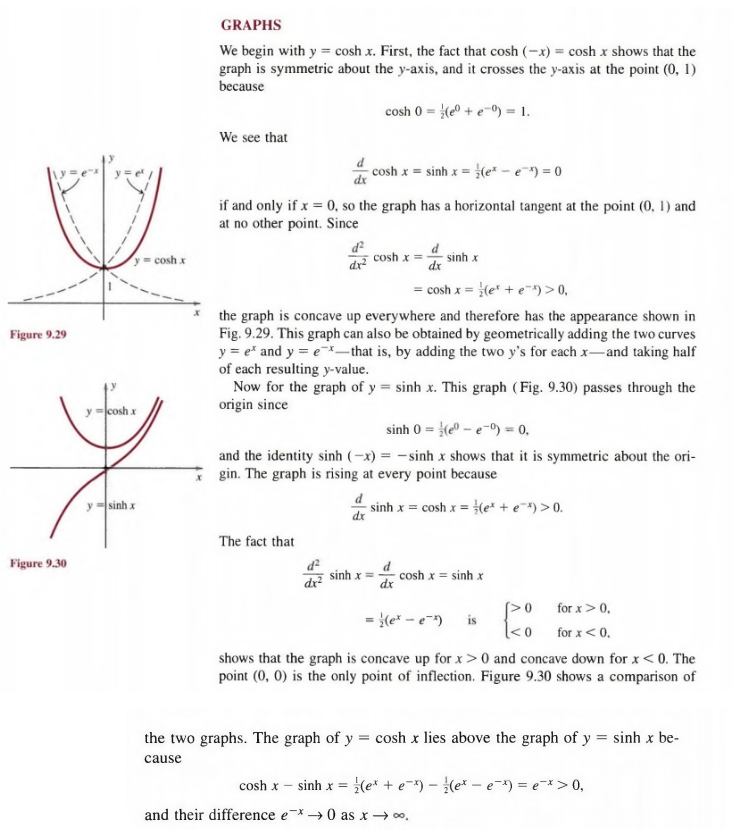 GRAPHS
We begin with y = cosh x. First, the fact that cosh (−x) = cosh x shows that the
graph is symmetric about the y-axis, and it crosses the y-axis at the point (0, 1)
because
cosh 0 = ½(e⁰ + e⁻⁰) = 1.
We see that
d/dx cosh x = sinh x = ½(eˣ − e⁻ˣ) = 0
if and only if x = 0, so the graph has a horizontal tangent at the point (0, 1) and
at no other point. Since
d²/dx² cosh x = d/dx sinh x
= cosh x = ½(eˣ + e⁻ˣ) > 0,
the graph is concave up everywhere and therefore has the appearance shown in
Fig. 9.29. This graph can also be obtained by geometrically adding the two curves
y = eˣ and y = e⁻ˣ—that is, by adding the two y's for each x—and taking half
of each resulting y-value.
Now for the graph of y = sinh x. This graph (Fig. 9.30) passes through the
origin since
sinh 0 = ½(e⁰ − e⁻⁰) = 0,
and the identity sinh (−x) = −sinh x shows that it is symmetric about the ori-
gin. The graph is rising at every point because
d/dx sinh x = cosh x = ½(eˣ + e⁻ˣ) > 0.
The fact that
d²/dx² sinh x = d/dx cosh x = sinh x
= ½(eˣ − e⁻ˣ) is { > 0 for x > 0,
< 0 for x < 0,
shows that the graph is concave up for x > 0 and concave down for x < 0. The
point (0, 0) is the only point of inflection. Figure 9.30 shows a comparison of
the two graphs. The graph of y = cosh x lies above the graph of y = sinh x be-
cause
cosh x − sinh x = ½(eˣ + e⁻ˣ) − ½(eˣ − e⁻ˣ) = e⁻ˣ > 0,
and their difference e⁻ˣ → 0 as x → ∞.
y
y = e⁻ˣ y = eˣ
y = cosh x
1
x
Figure 9.29
y
y = cosh x
x
y = sinh x
Figure 9.30